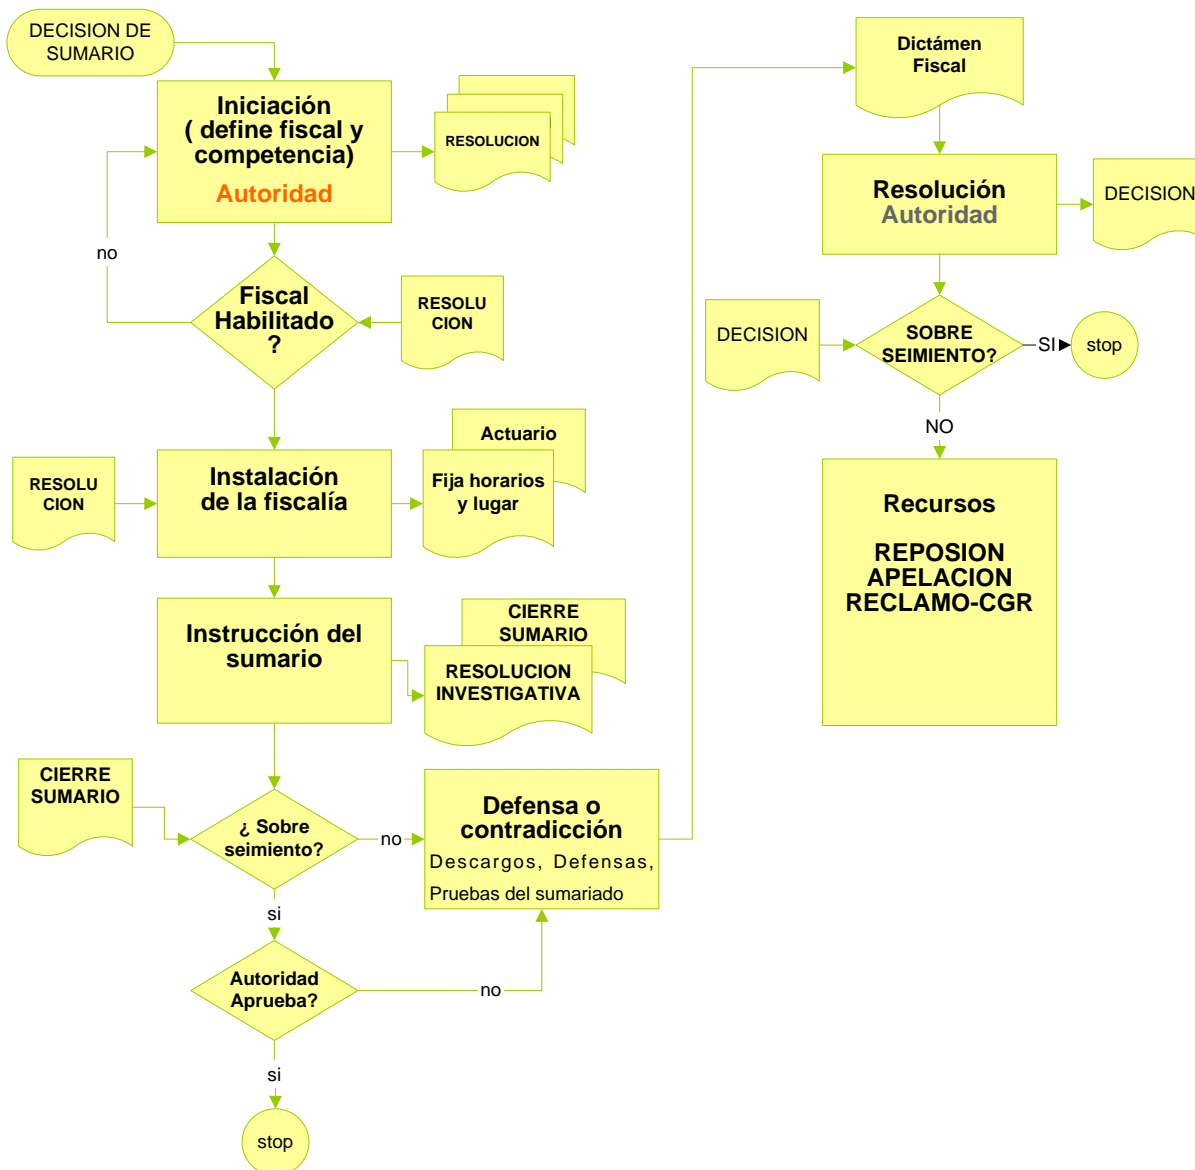 DECISION DE
SUMARIO
Iniciación
( define fiscal y
competencia)
Autoridad
RESOLUCION
no
Fiscal
Habilitado
?
RESOLU
CION
RESOLU
CION
Instalación
de la fiscalía
Actuario
Fija horarios
y lugar
Instrucción del
sumario
CIERRE
SUMARIO
RESOLUCION
INVESTIGATIVA
CIERRE
SUMARIO
¿ Sobre
seimiento?
no
Defensa o
contradicción
Descargos, Defensas,
Pruebas del sumariado
si
Autoridad
Aprueba?
no
si
stop
Dictámen
Fiscal
Resolución
Autoridad
DECISION
DECISION
SOBRE
SEIMIENTO?
SI
stop
NO
Recursos
REPOSION
APELACION
RECLAMO-CGR